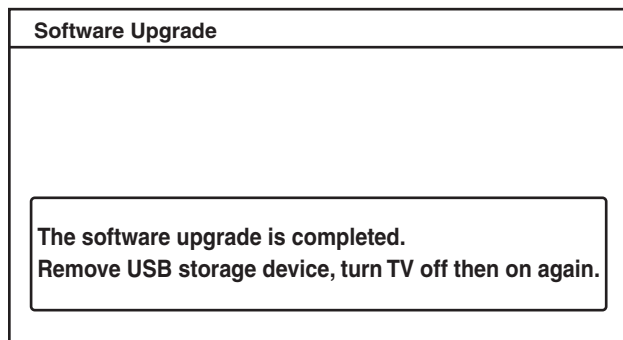 Software Upgrade
The software upgrade is completed.
Remove USB storage device, turn TV off then on again.